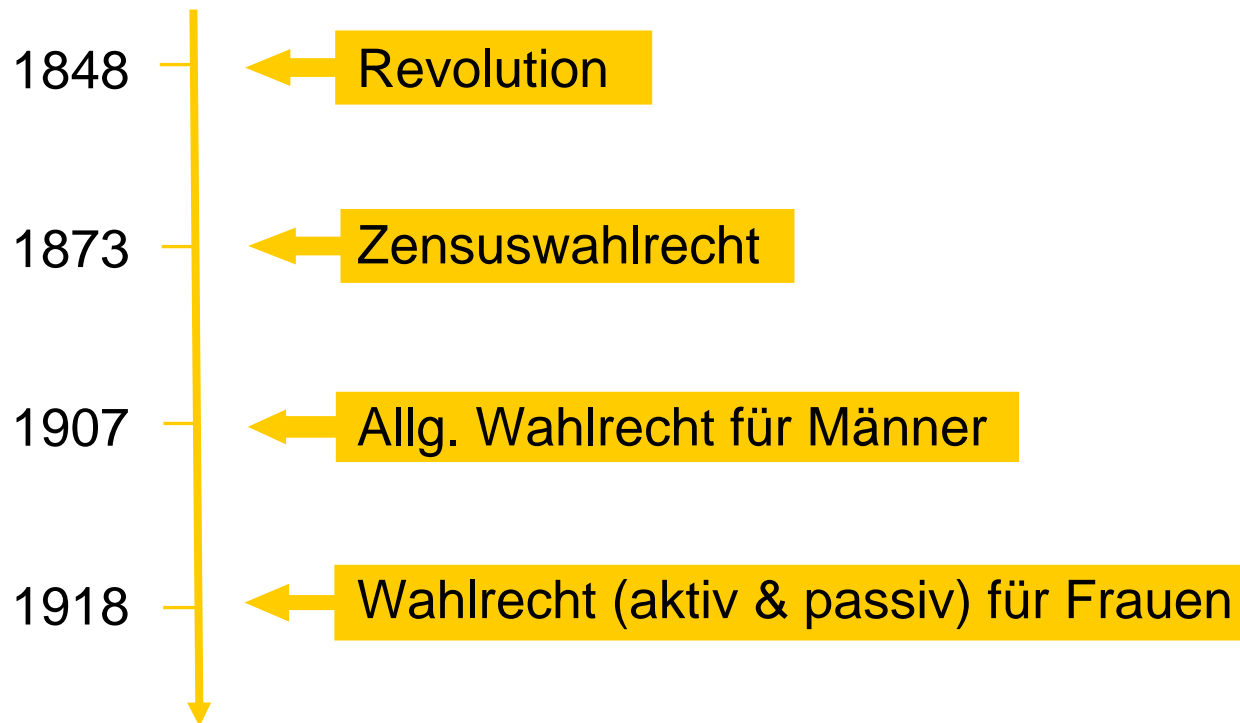 1848 Revolution
1873 Zensuswahlrecht
1907 Allg. Wahlrecht für Männer
1918 Wahlrecht (aktiv & passiv) für Frauen